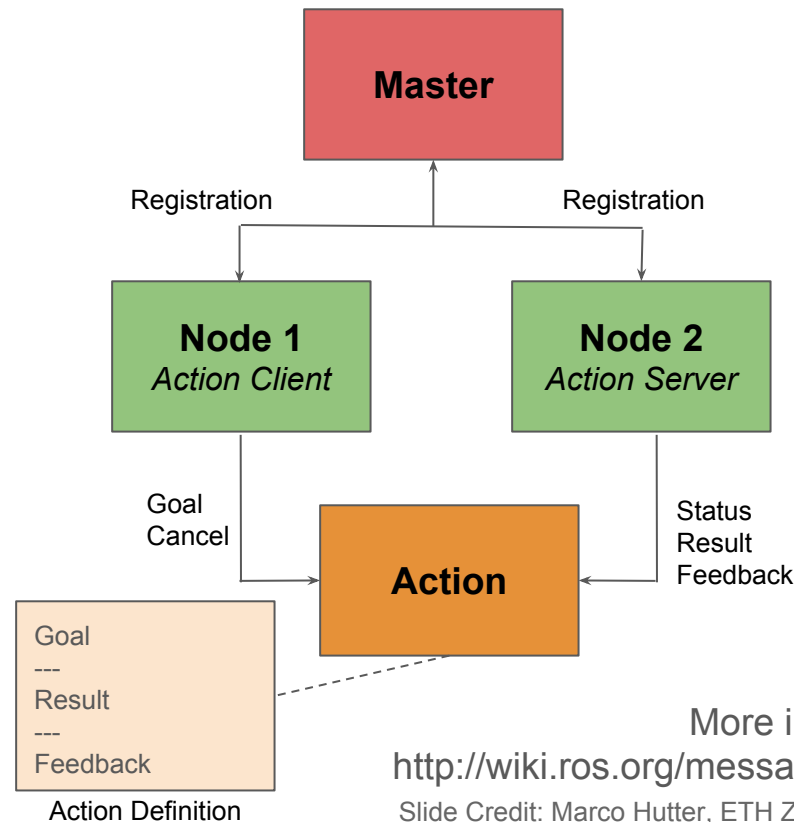 Master
Registration
Registration
Node 1
Action Client
Node 2
Action Server
Goal
Cancel
Status
Result
Feedback
Action
Goal
---
Result
---
Feedback
Action Definition
More i
http://wiki.ros.org/messa
Slide Credit: Marco Hutter, ETH Z